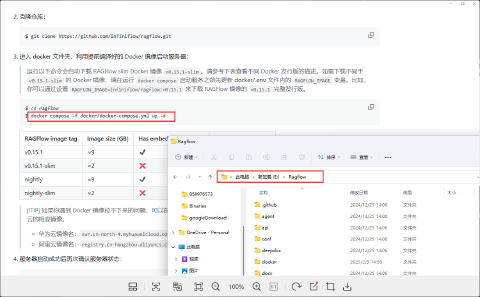 2. 克隆仓库：
$ git clone https://github.com/infiniflow/ragflow.git
3. 进入 docker 文件夹，利用提前编译好的 Docker 镜像启动服务器：
运行以下命令会自动下载 RAGFlow slim Docker 镜像 v0.15.1-slim。请参考下表查看不同 Docker 发行版的描述。如需下载不同于
v0.15.1-slim 的 Docker 镜像，请在运行 docker compose 启动服务之前先更新 docker/.env 文件内的 RAGFLOW_IMAGE 变量。比如，
你可以通过设置 RAGFLOW_IMAGE=infiniflow/ragflow:v0.15.1 来下载 RAGFlow 镜像的 v0.15.1 完整发行版。
$ cd ragflow
$ docker compose -f docker/docker-compose.yml up -d
RAGFlow image tag Image size (GB) Has embed
v0.15.1 ≈9
v0.15.1-slim ≈2
nightly ≈9
nightly-slim ≈2
[!TIP] 如果你遇到 Docker 镜像拉不下来的问题，可以在
云的相应镜像。
华为云镜像名： swr.cn-north-4.myhuaweicloud.com
阿里云镜像名： registry.cn-hangzhou.aliyuncs.c
4. 服务器启动成功后再次确认服务器状态：
Ragflow
新建 排序 查看
此电脑 Ragflow
名称 修改日期 类型
958976573
Binaries
googleDownload
OneDrive - Personal
此电脑
视频
图片
.github 2024/12/25 14:06 文件夹
agent 2024/12/25 14:06 文件夹
api 2024/12/25 14:06 文件夹
conf 2024/12/25 14:06 文件夹
deepdoc 2024/12/25 14:06 文件夹
docker 文件夹
docs 2024/12/25 14:06 文件夹
100%